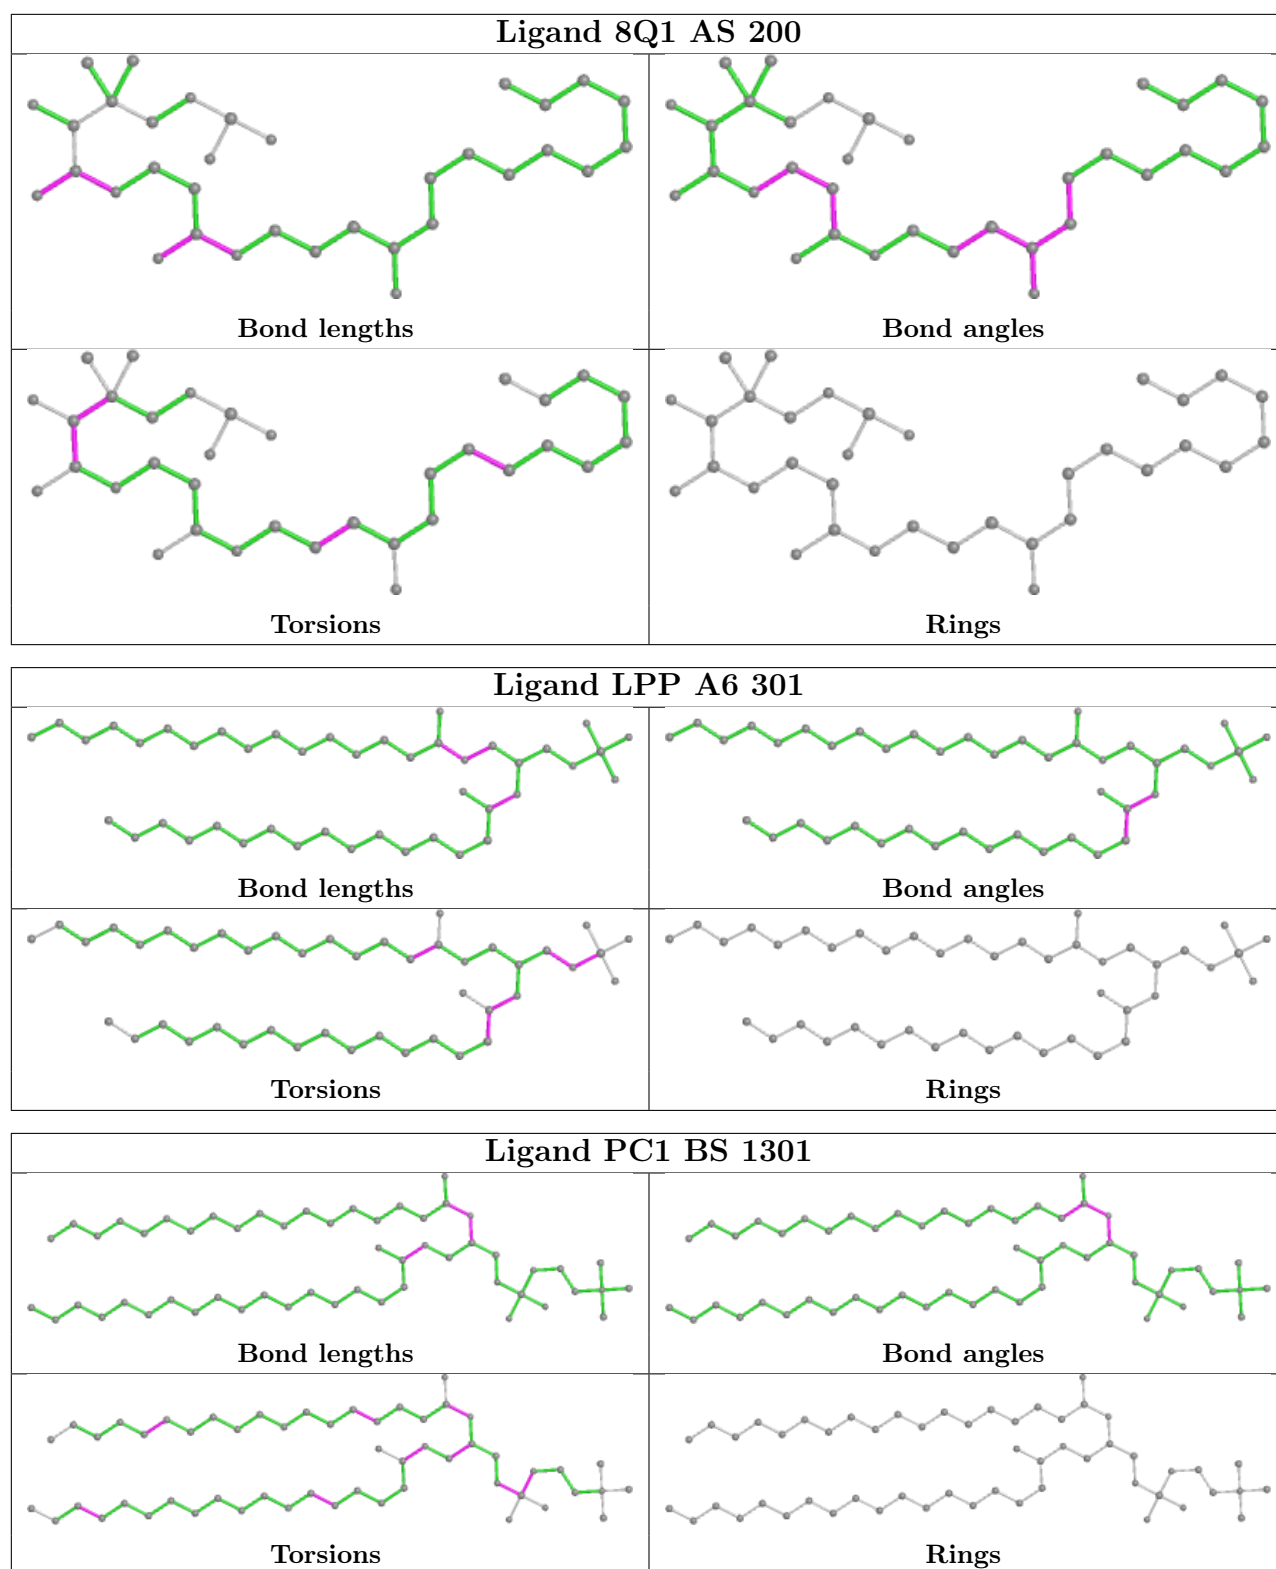 Ligand 8Q1 AS 200
Bond lengths
Bond angles
Torsions
Rings
Ligand LPP A6 301
Bond lengths
Bond angles
Torsions
Rings
Ligand PC1 BS 1301
Bond lengths
Bond angles
Torsions
Rings